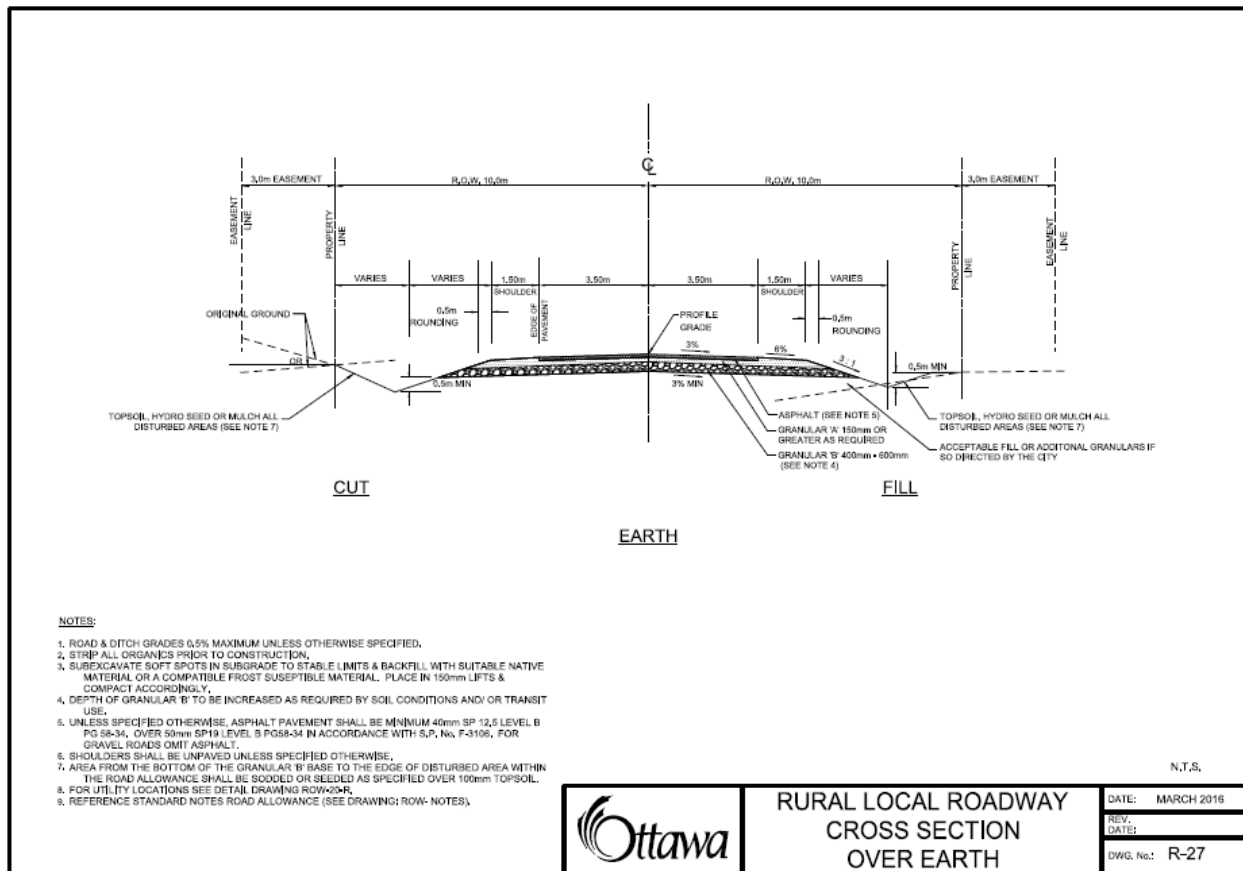 ℄
3.0m EASEMENT
R.O.W. 10.0m
R.O.W. 10.0m
3.0m EASEMENT
EASEMENT
LINE
PROPERTY
LINE
PROPERTY
LINE
EASEMENT
LINE
VARIES
VARIES
1.50m
SHOULDER
3.50m
3.50m
1.50m
SHOULDER
VARIES
0.5m
ROUNDING
EDGE OF
PAVEMENT
PROFILE
GRADE
0.5m
ROUNDING
ORIGINAL GROUND
OR
3%
6%
3:1
0.5m MIN
3% MIN
0.5m MIN
TOPSOIL, HYDRO SEED OR MULCH ALL
DISTURBED AREAS (SEE NOTE 7)
ASPHALT (SEE NOTE 5)
GRANULAR 'A' 150mm OR
GREATER AS REQUIRED
GRANULAR 'B' 400mm - 600mm
(SEE NOTE 4)
TOPSOIL, HYDRO SEED OR MULCH ALL
DISTURBED AREAS (SEE NOTE 7)
ACCEPTABLE FILL OR ADDITONAL GRANULARS IF
SO DIRECTED BY THE CITY
CUT
FILL
EARTH
NOTES:
1. ROAD & DITCH GRADES 0.5% MAXIMUM UNLESS OTHERWISE SPECIFIED.
2. STRIP ALL ORGANICS PRIOR TO CONSTRUCTION.
3. SUBEXCAVATE SOFT SPOTS IN SUBGRADE TO STABLE LIMITS & BACKFILL WITH SUITABLE NATIVE
MATERIAL OR A COMPATIBLE FROST SUSEPTIBLE MATERIAL. PLACE IN 150mm LIFTS &
COMPACT ACCORDINGLY.
4. DEPTH OF GRANULAR 'B' TO BE INCREASED AS REQUIRED BY SOIL CONDITIONS AND/ OR TRANSIT
USE.
5. UNLESS SPECIFIED OTHERWISE, ASPHALT PAVEMENT SHALL BE MINIMUM 40mm SP 12.5 LEVEL B
PG 58-34, OVER 50mm SP19 LEVEL B PG58-34 IN ACCORDANCE WITH S.P. No. F-3106. FOR
GRAVEL ROADS OMIT ASPHALT.
6. SHOULDERS SHALL BE UNPAVED UNLESS SPECIFIED OTHERWISE.
7. AREA FROM THE BOTTOM OF THE GRANULAR 'B' BASE TO THE EDGE OF DISTURBED AREA WITHIN
THE ROAD ALLOWANCE SHALL BE SODDED OR SEEDED AS SPECIFIED OVER 100mm TOPSOIL.
8. FOR UTILITY LOCATIONS SEE DETAIL DRAWING ROW-20-R.
9. REFERENCE STANDARD NOTES ROAD ALLOWANCE (SEE DRAWING: ROW- NOTES).
N.T.S.
Ottawa
RURAL LOCAL ROADWAY
CROSS SECTION
OVER EARTH
DATE: MARCH 2016
REV.
DATE:
DWG. No.: R-27